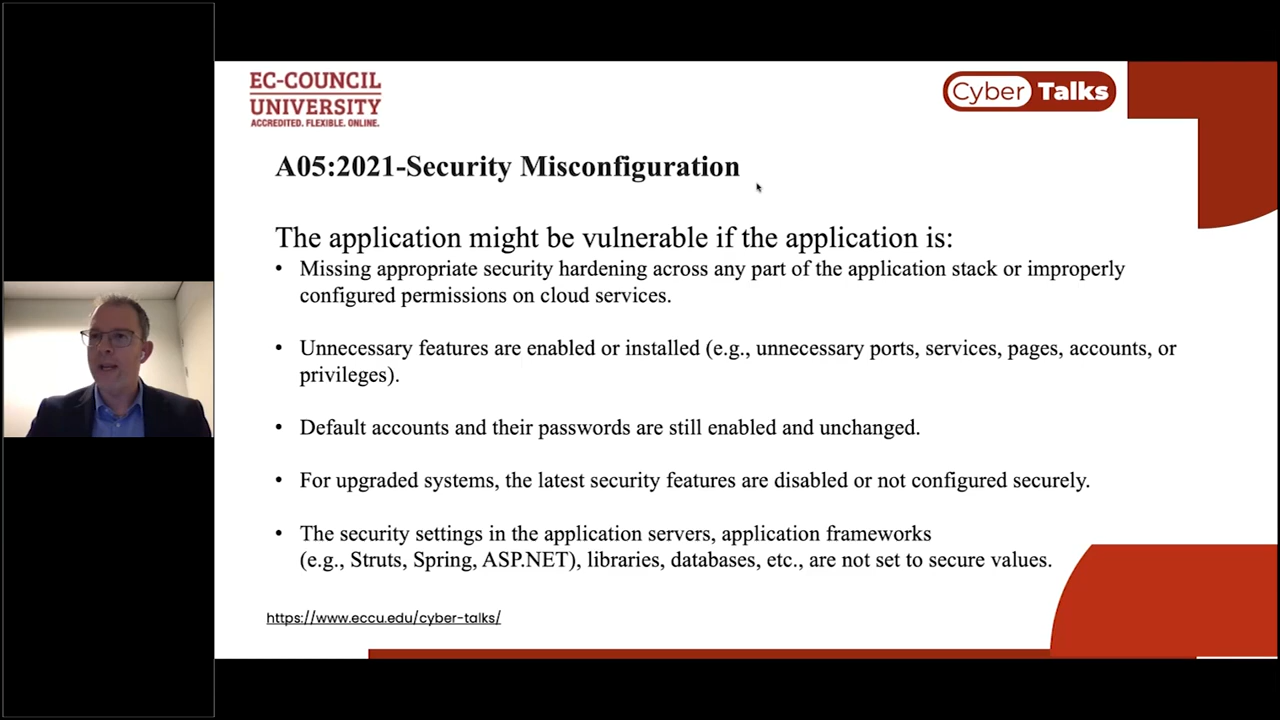 EC-COUNCIL
UNIVERSITY
ACCREDITED. FLEXIBLE. ONLINE.
Cyber Talks
A05:2021-Security Misconfiguration
The application might be vulnerable if the application is:
• Missing appropriate security hardening across any part of the application stack or improperly
configured permissions on cloud services.
• Unnecessary features are enabled or installed (e.g., unnecessary ports, services, pages, accounts, or
privileges).
• Default accounts and their passwords are still enabled and unchanged.
• For upgraded systems, the latest security features are disabled or not configured securely.
• The security settings in the application servers, application frameworks
(e.g., Struts, Spring, ASP.NET), libraries, databases, etc., are not set to secure values.
https://www.eccu.edu/cyber-talks/